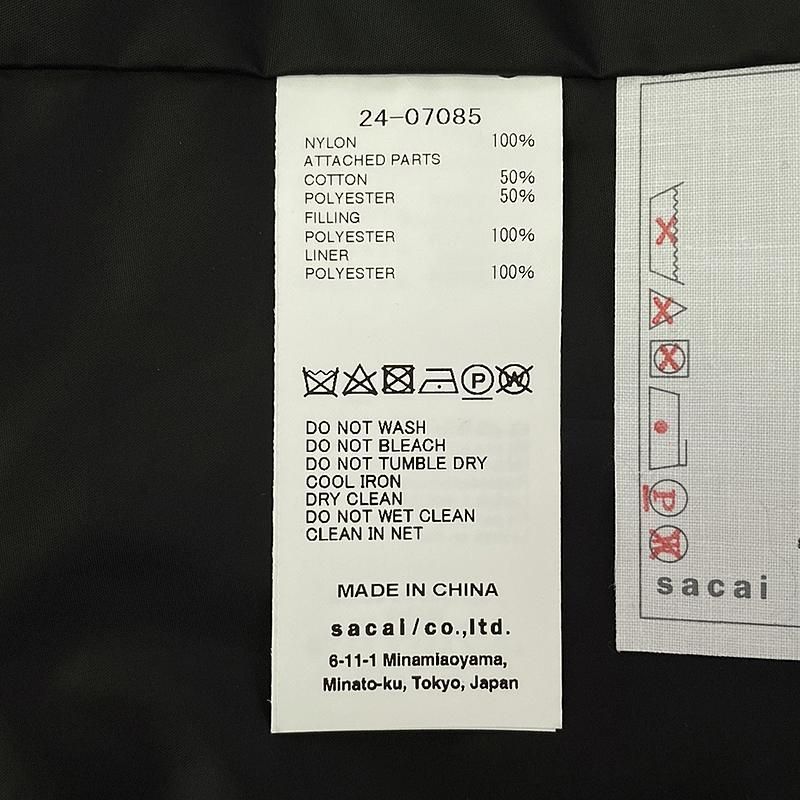 24-07085
NYLON 100%
ATTACHED PARTS
COTTON 50%
POLYESTER 50%
FILLING
POLYESTER 100%
LINER
POLYESTER 100%
P W
DO NOT WASH
DO NOT BLEACH
DO NOT TUMBLE DRY
COOL IRON
DRY CLEAN
DO NOT WET CLEAN
CLEAN IN NET
MADE IN CHINA
sacai/co.,ltd.
6-11-1 Minamiaoyama,
Minato-ku, Tokyo, Japan
P
W
sacai